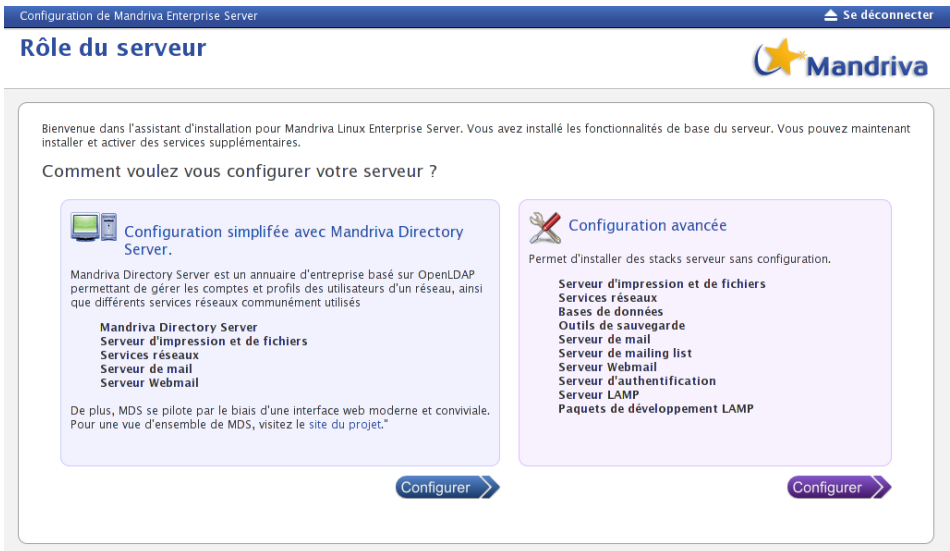 Configuration de Mandriva Enterprise Server
Se déconnecter
Rôle du serveur
Mandriva
Bienvenue dans l'assistant d'installation pour Mandriva Linux Enterprise Server. Vous avez installé les fonctionnalités de base du serveur. Vous pouvez maintenant
installer et activer des services supplémentaires.
Comment voulez vous configurer votre serveur ?
Configuration simplifée avec Mandriva Directory
Server.
Mandriva Directory Server est un annuaire d'entreprise basé sur OpenLDAP
permettant de gérer les comptes et profils des utilisateurs d'un réseau, ainsi
que différents services réseaux communément utilisés
Mandriva Directory Server
Serveur d'impression et de fichiers
Services réseaux
Serveur de mail
Serveur Webmail
De plus, MDS se pilote par le biais d'une interface web moderne et conviviale.
Pour une vue d'ensemble de MDS, visitez le site du projet."
Configurer
Configuration avancée
Permet d'installer des stacks serveur sans configuration.
Serveur d'impression et de fichiers
Services réseaux
Bases de données
Outils de sauvegarde
Serveur de mail
Serveur de mailing list
Serveur Webmail
Serveur d'authentification
Serveur LAMP
Paquets de développement LAMP
Configurer